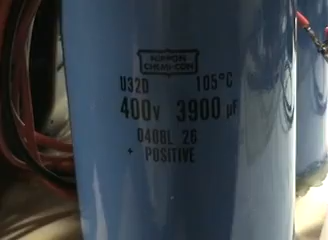 NIPPON
CHEMI-CON
U32D 105°C
400V 3900 µF
0408L 26
+ POSITIVE